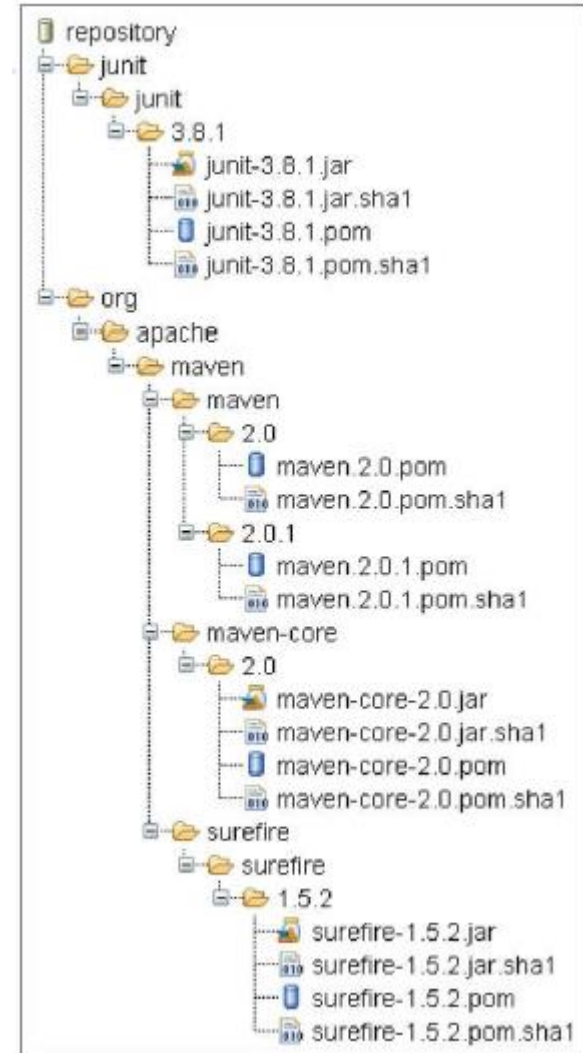 repository
junit
junit
3.8.1
junit-3.8.1.jar
junit-3.8.1.jar.sha1
junit-3.8.1.pom
junit-3.8.1.pom.sha1
org
apache
maven
maven
2.0
maven.2.0.pom
maven.2.0.pom.sha1
2.0.1
maven.2.0.1.pom
maven.2.0.1.pom.sha1
maven-core
2.0
maven-core-2.0.jar
maven-core-2.0.jar.sha1
maven-core-2.0.pom
maven-core-2.0.pom.sha1
surefire
surefire
1.5.2
surefire-1.5.2.jar
surefire-1.5.2.jar.sha1
surefire-1.5.2.pom
surefire-1.5.2.pom.sha1